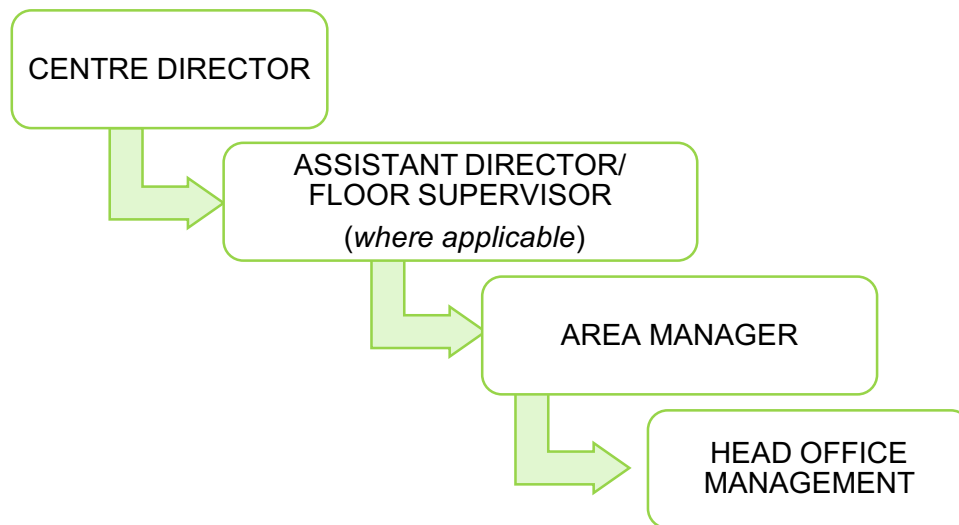 CENTRE DIRECTOR
ASSISTANT DIRECTOR/
FLOOR SUPERVISOR
(where applicable)
AREA MANAGER
HEAD OFFICE
MANAGEMENT